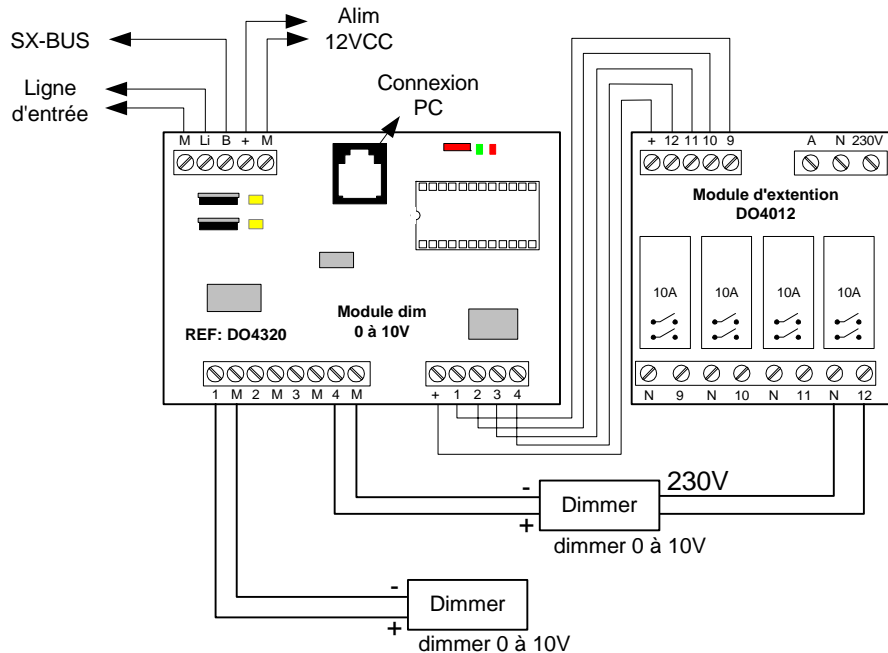 Alim
12VCC
SX-BUS
Ligne
d'entrée
Connexion
PC
M Li B + M
+ 12 11 10 9
A N 230V
Module d'extention
DO4012
10A 10A 10A 10A
Module dim
0 à 10V
REF: DO4320
1 M 2 M 3 M 4 M
+ 1 2 3 4
N 9 N 10 N 11 N 12
- 
+
Dimmer
230V
dimmer 0 à 10V
-
+
Dimmer
dimmer 0 à 10V